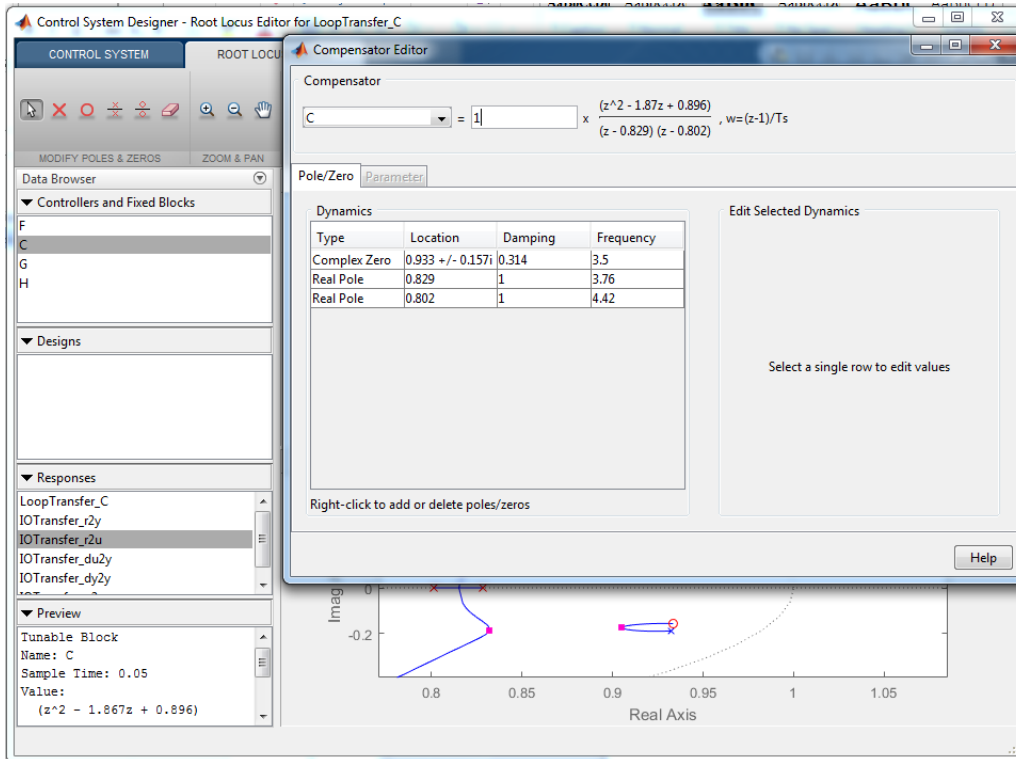 Control System Designer - Root Locus Editor for LoopTransfer_C
CONTROL SYSTEM
ROOT LOCU
MODIFY POLES & ZEROS
ZOOM & PAN
Data Browser
Controllers and Fixed Blocks
F
C
G
H
Designs
Responses
LoopTransfer_C
IOTransfer_r2y
IOTransfer_r2u
IOTransfer_du2y
IOTransfer_dy2y
Preview
Tunable Block
Name: C
Sample Time: 0.05
Value:
(z^2 - 1.867z + 0.896)
Compensator Editor
Compensator
C = 1 x (z^2 - 1.87z + 0.896)
(z - 0.829) (z - 0.802) , w=(z-1)/Ts
Pole/Zero Parameter
Dynamics
Type Location Damping Frequency
Complex Zero 0.933 +/- 0.157i 0.314 3.5
Real Pole 0.829 1 3.76
Real Pole 0.802 1 4.42
Right-click to add or delete poles/zeros
Edit Selected Dynamics
Select a single row to edit values
Help
Imag
0
-0.2
0.8 0.85 0.9 0.95 1 1.05
Real Axis